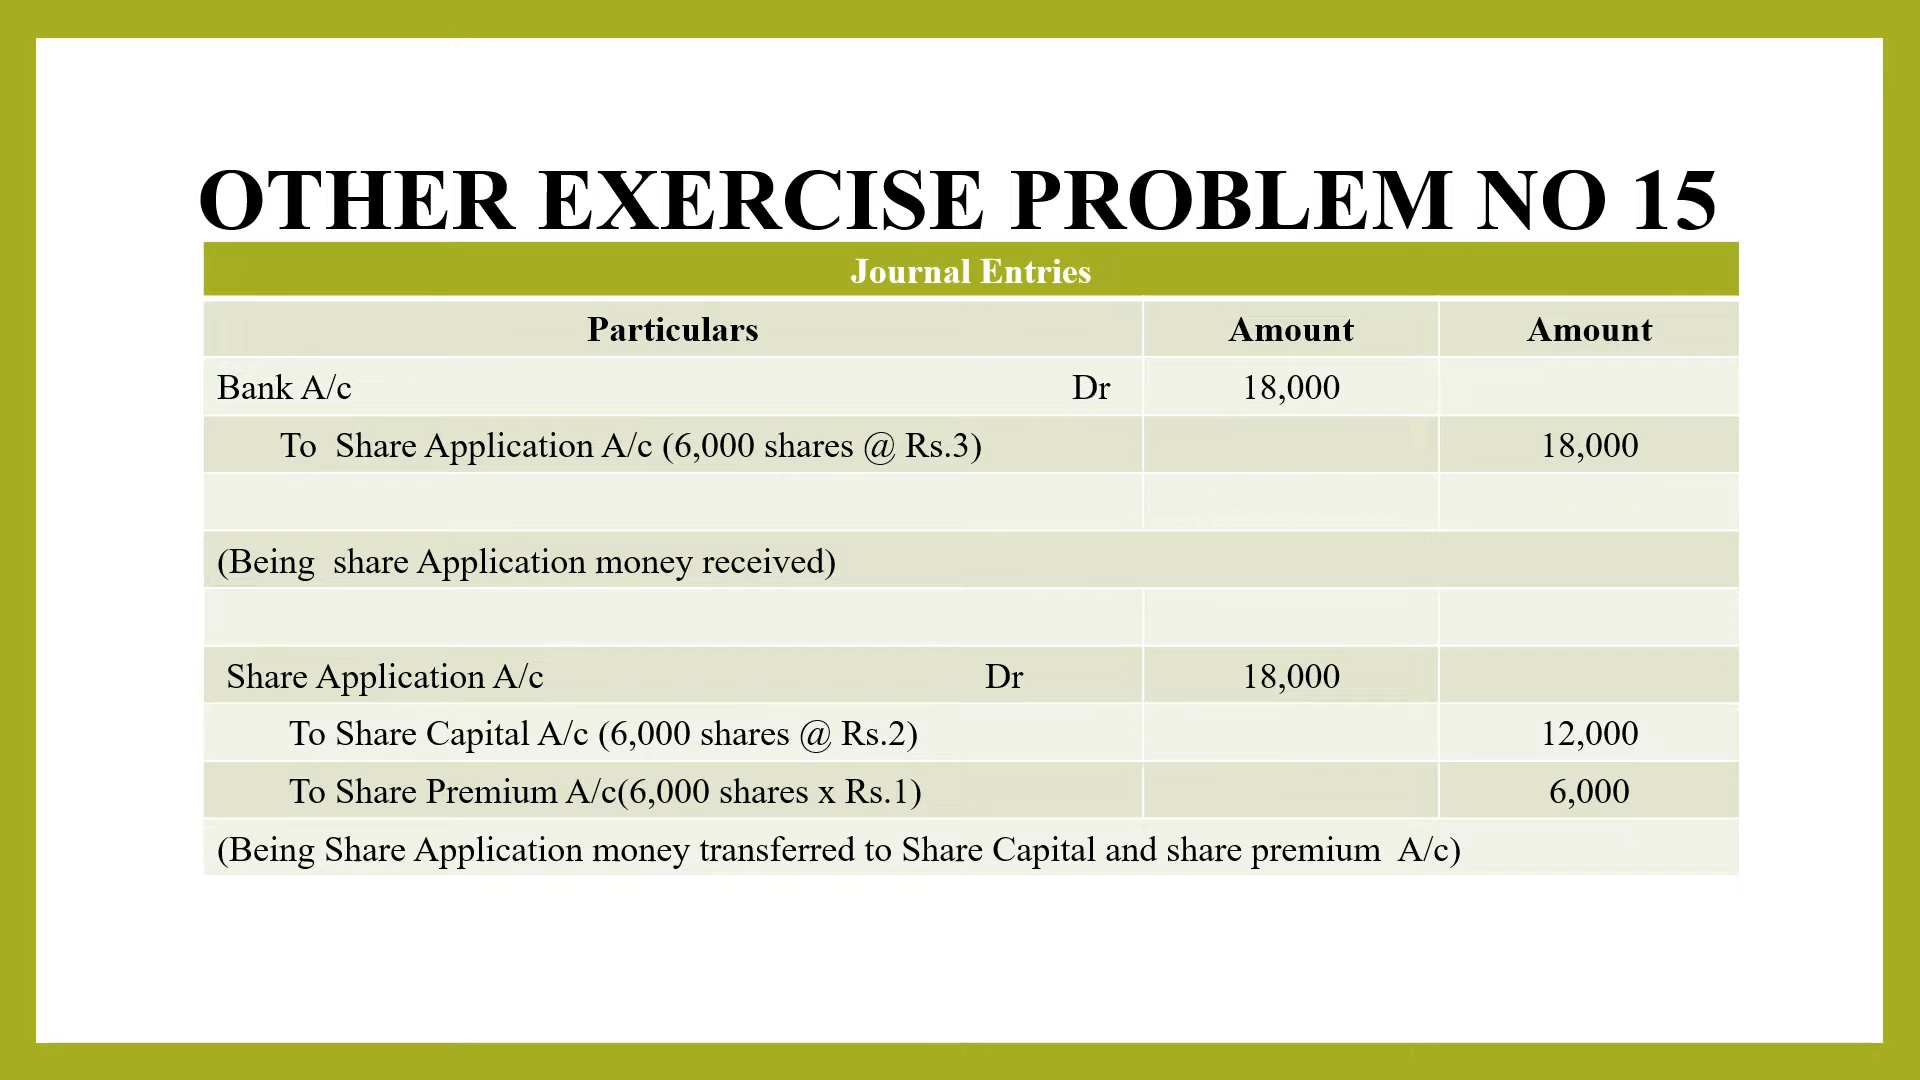 OTHER EXERCISE PROBLEM NO 15
Journal Entries
Particulars Amount Amount
Bank A/c Dr 18,000
To Share Application A/c (6,000 shares @ Rs.3) 18,000
(Being share Application money received)
Share Application A/c Dr 18,000
To Share Capital A/c (6,000 shares @ Rs.2) 12,000
To Share Premium A/c(6,000 shares x Rs.1) 6,000
(Being Share Application money transferred to Share Capital and share premium A/c)